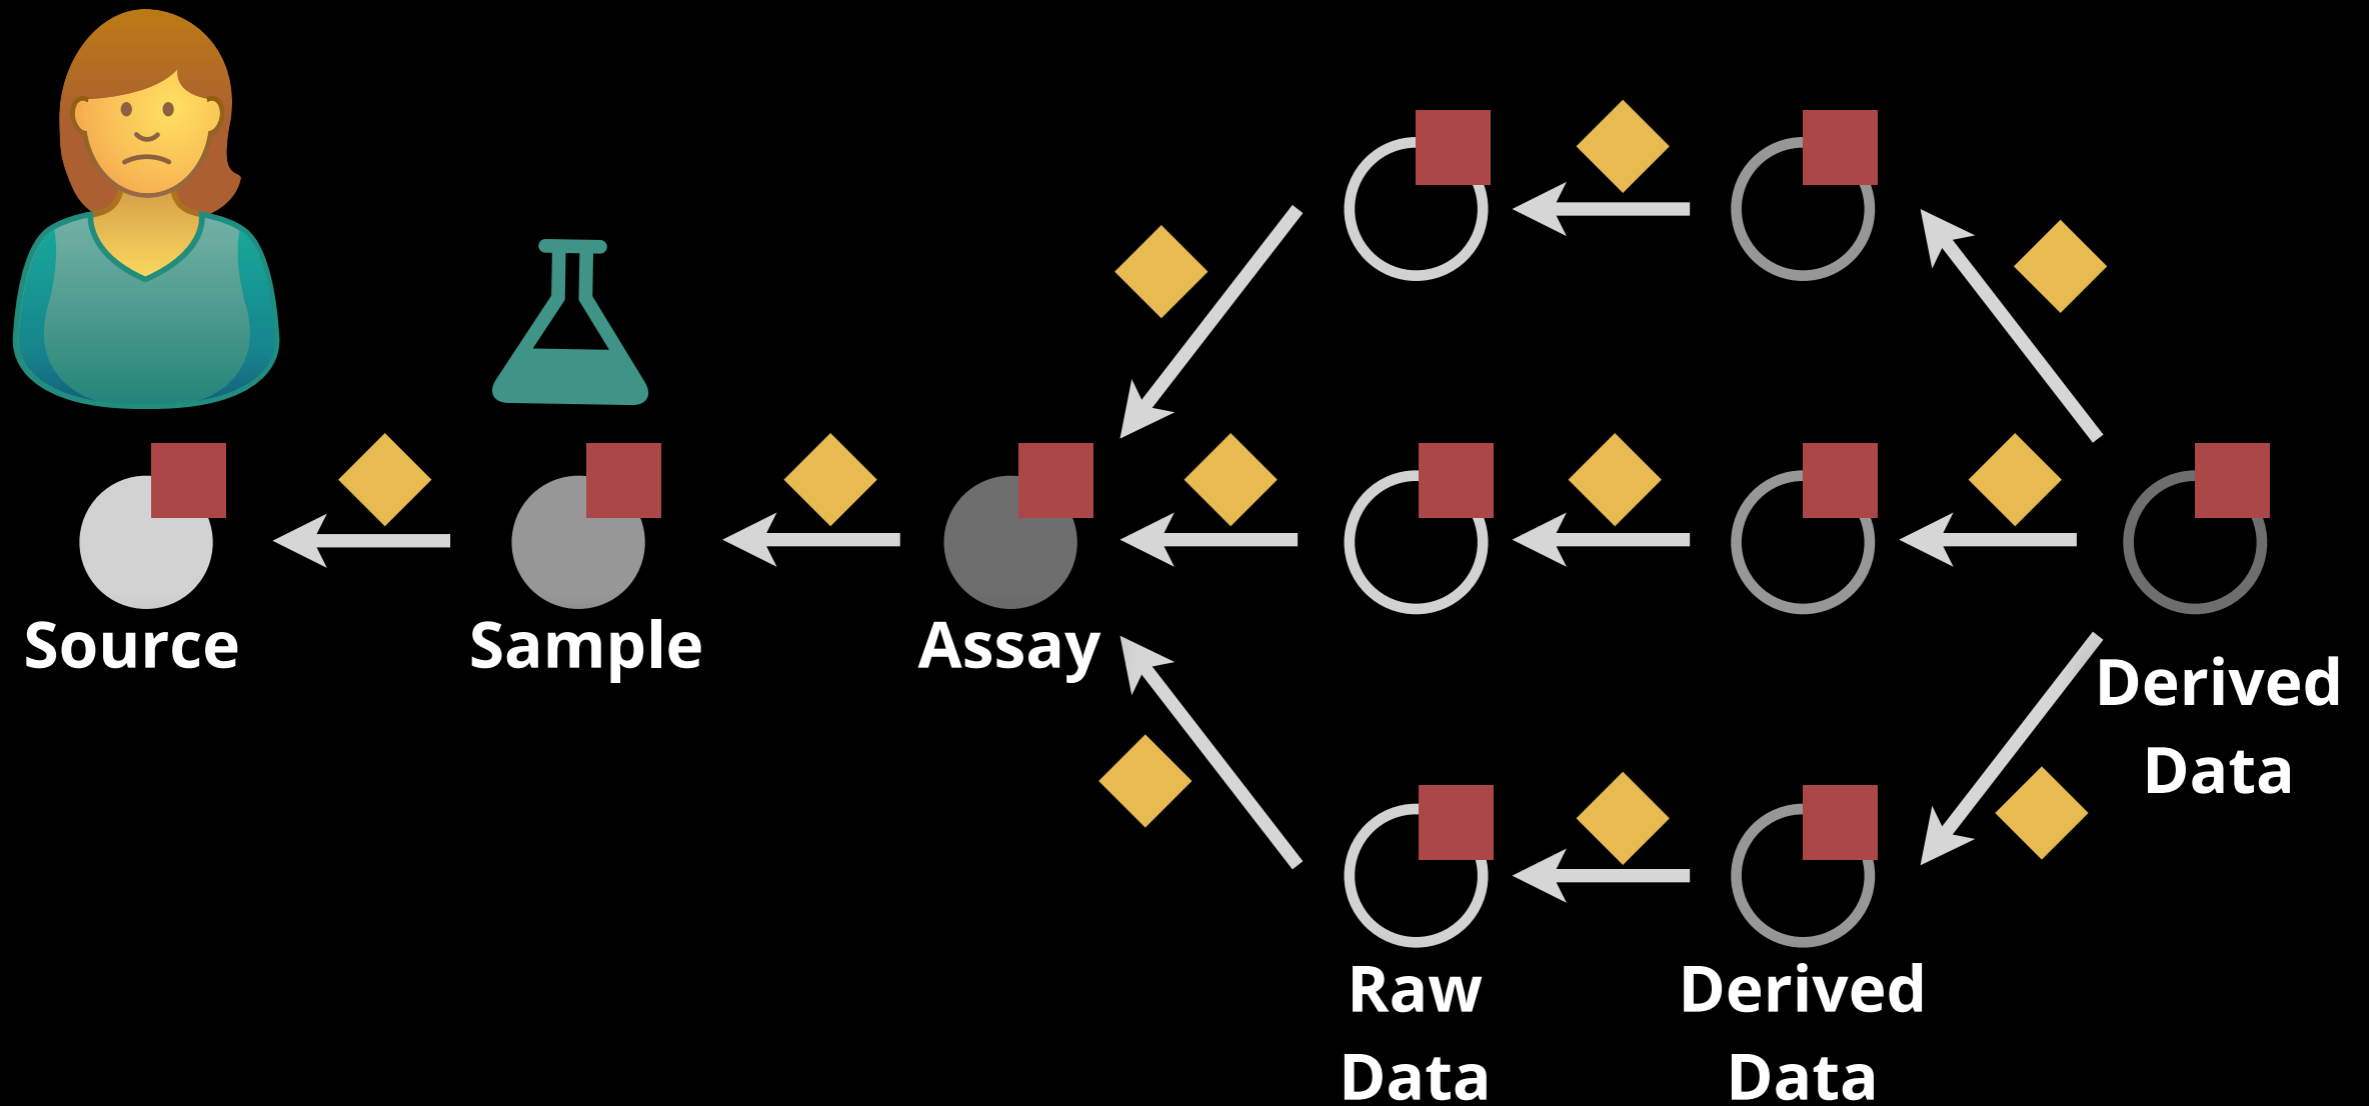 Source
Sample
Assay
Derived
Data
Raw
Data
Derived
Data